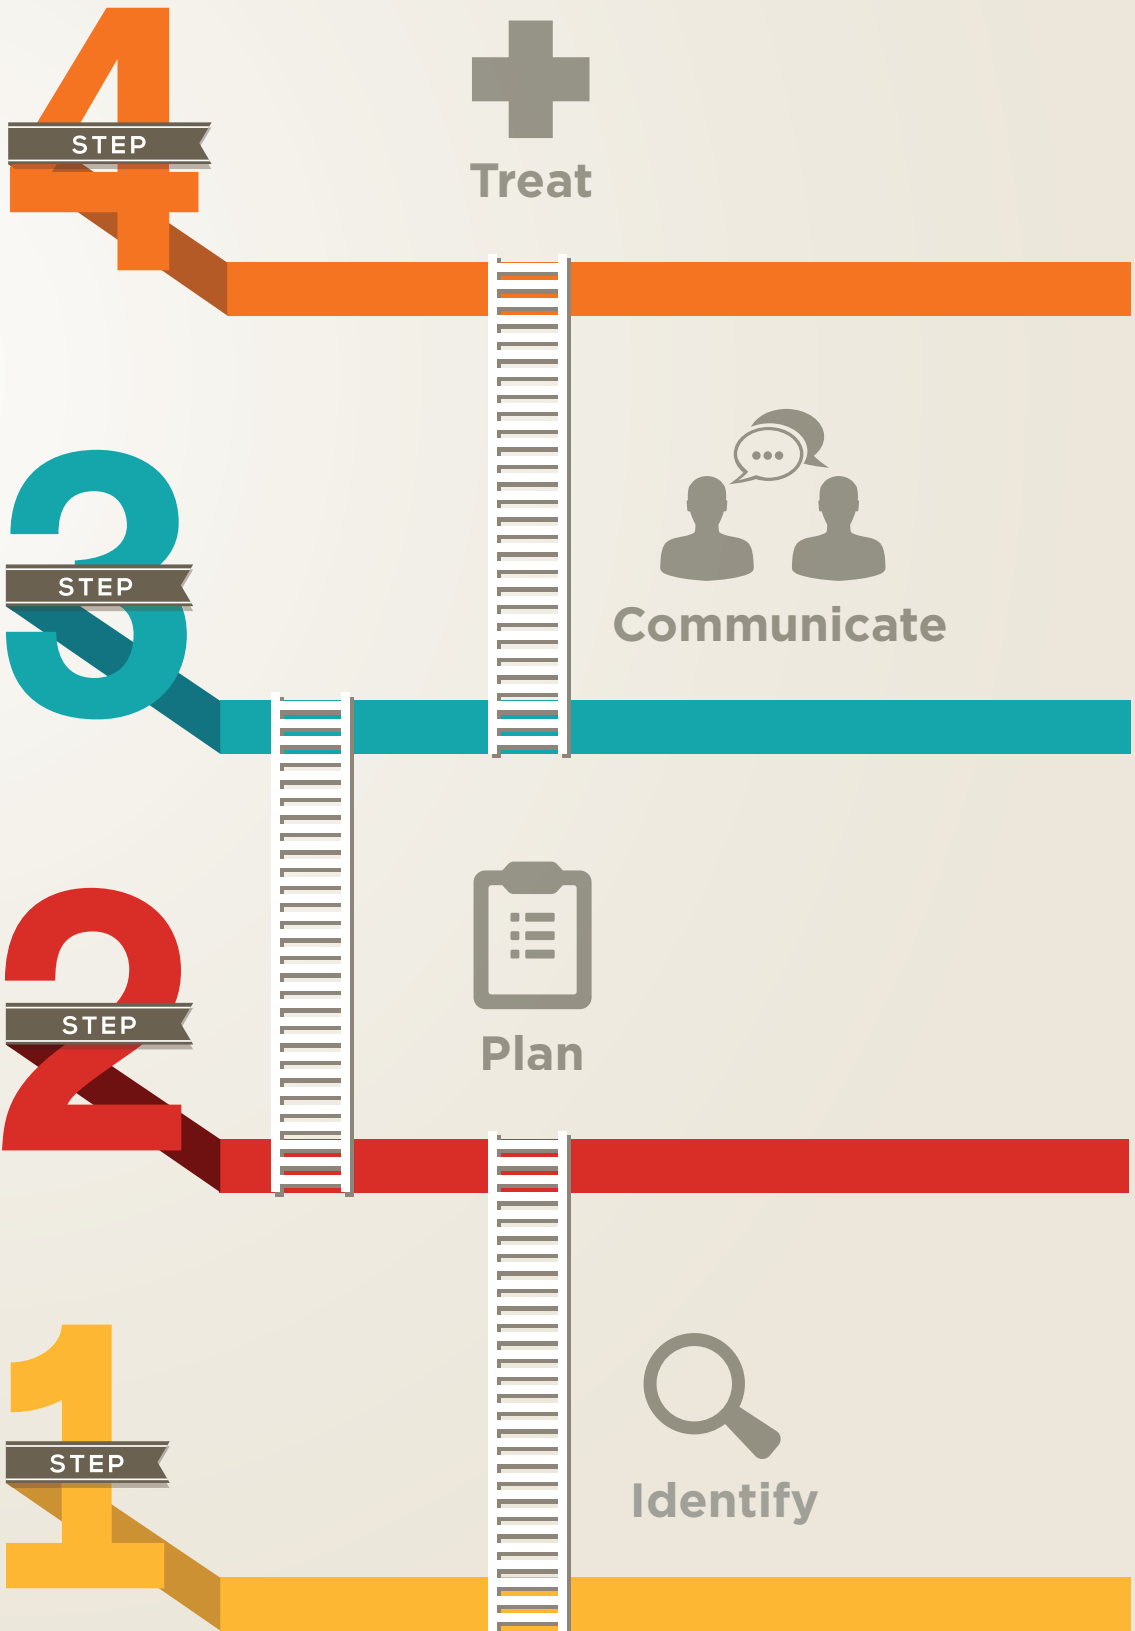 4
STEP
Treat
3
STEP
Communicate
2
STEP
Plan
1
STEP
Identify